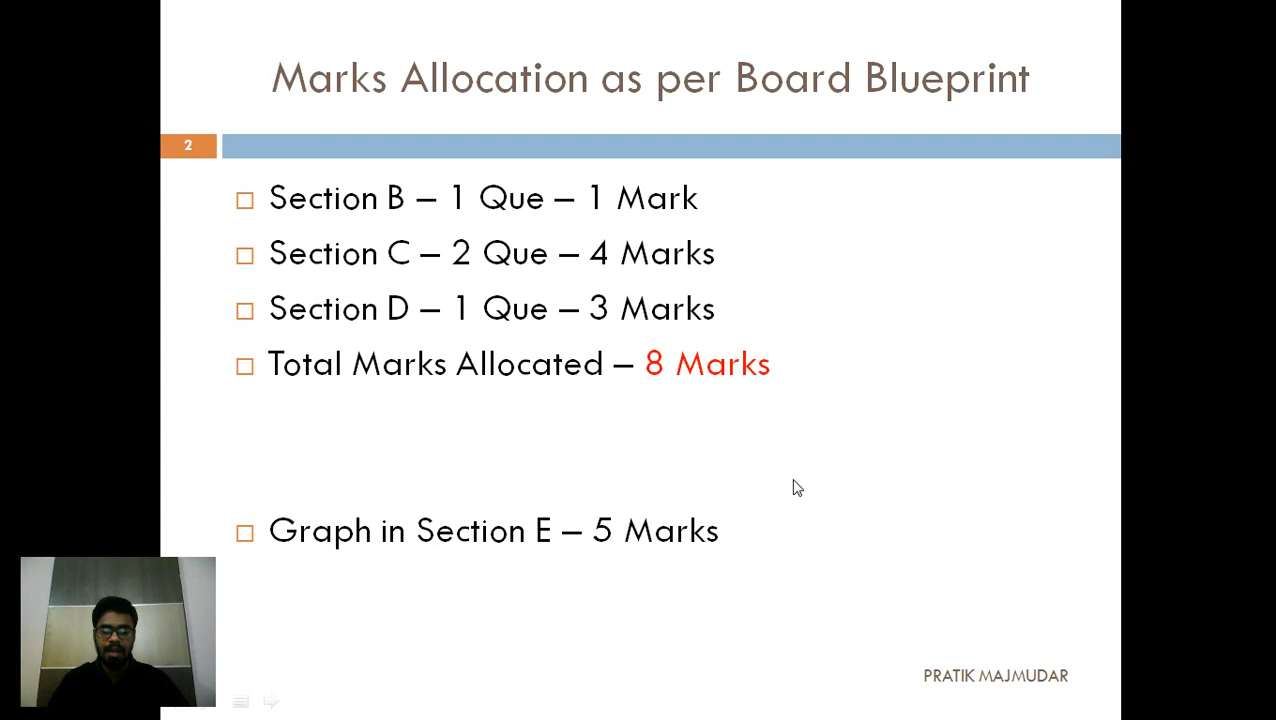 Marks Allocation as per Board Blueprint
2
Section B – 1 Que – 1 Mark
Section C – 2 Que – 4 Marks
Section D – 1 Que – 3 Marks
Total Marks Allocated – 8 Marks
Graph in Section E – 5 Marks
PRATIK MAJMUDAR